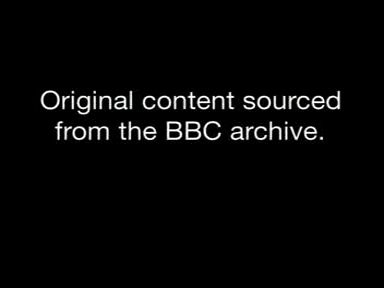 Original content sourced
from the BBC archive.